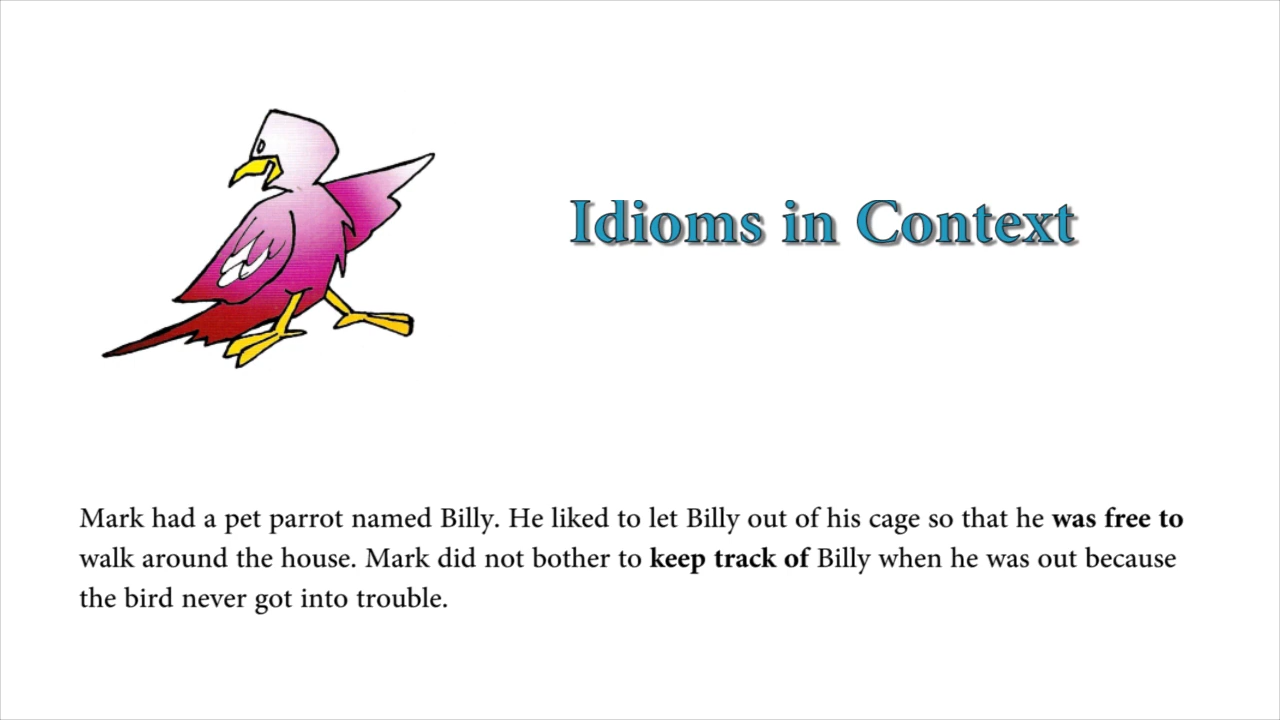 Idioms in Context
Mark had a pet parrot named Billy. He liked to let Billy out of his cage so that he was free to
walk around the house. Mark did not bother to keep track of Billy when he was out because
the bird never got into trouble.